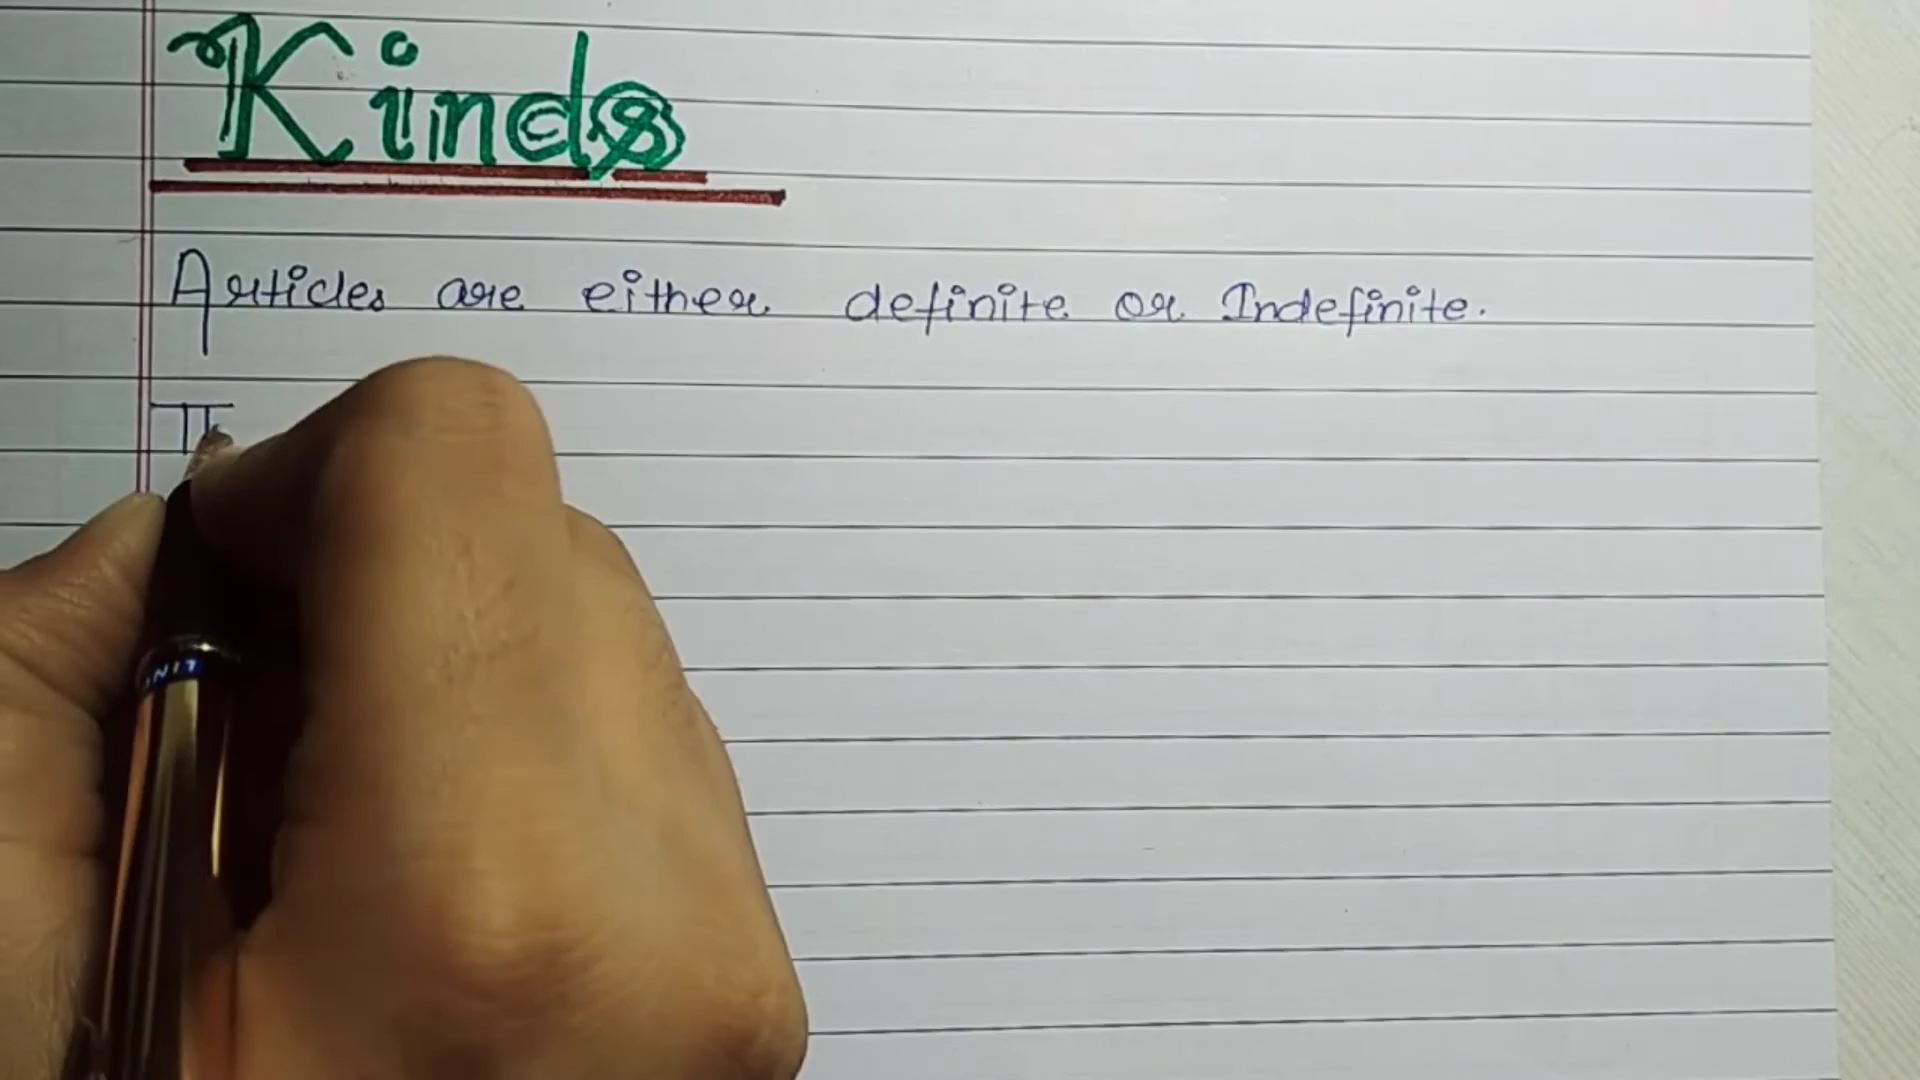 Kinds
Articles are either definite or Indefinite.